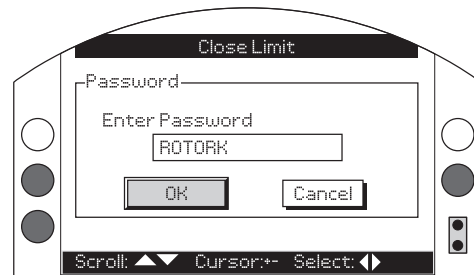 Close Limit
Password
Enter Password
ROTORK
OK Cancel
Scroll: ▲▼ Cursor:+- Select: ◀▶